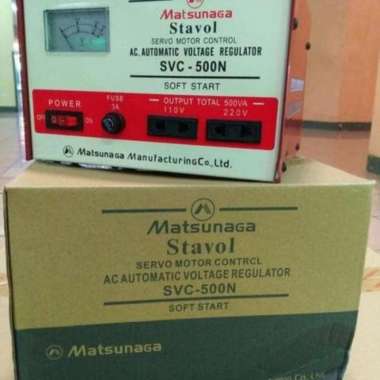 Matsunaga
Stavol
SERVO MOTOR CONTROL
AC. AUTOMATIC VOLTAGE REGULATOR
SVC - 500N
SOFT START
POWER
OFF
ON
FUSE
3A
OUTPUT TOTAL 500VA
110V
220V
Matsunaga Manufacturing Co., Ltd.
Matsunaga
Stavol
SERVO MOTOR CONTROL
AC AUTOMATIC VOLTAGE REGULATOR
SVC-500N
SOFT START
Matsunaga
Co., Ltd.